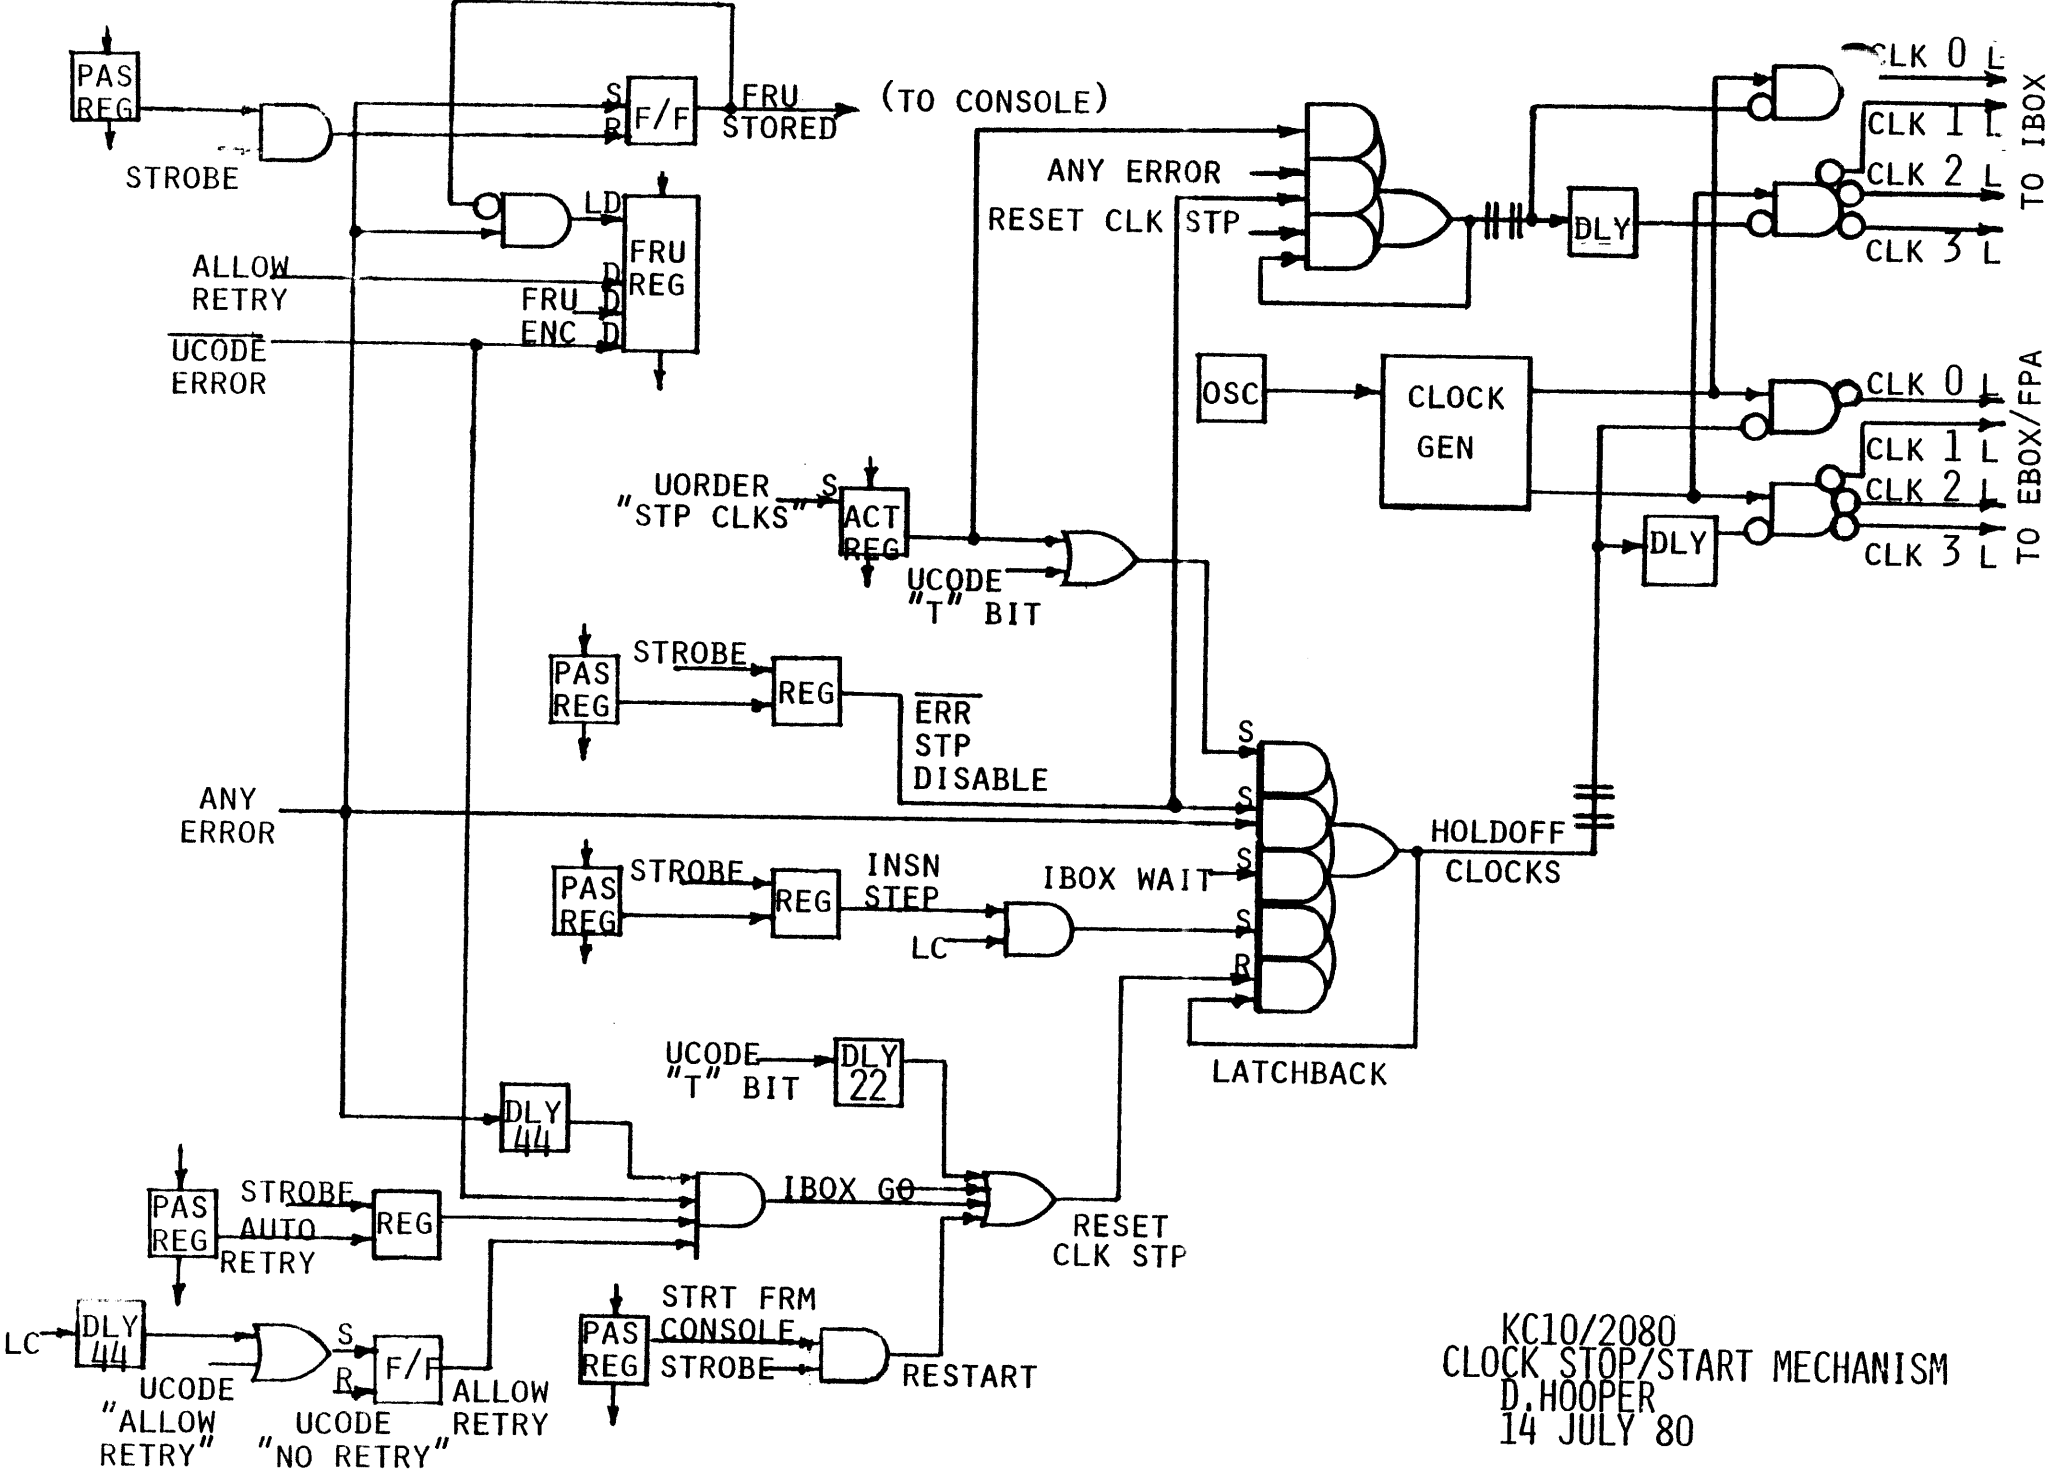 PAS
REG
STROBE
S
R
F/F
FRU
STORED
(TO CONSOLE)
LD
FRU
REG
D
D
D
ALLOW
RETRY
FRU
ENC
UCODE
ERROR
ANY ERROR
RESET CLK STP
DLY
CLK 0 L
CLK 1 L
CLK 2 L
CLK 3 L
TO IBOX
OSC
CLOCK
GEN
CLK 0 L
CLK 1 L
CLK 2 L
CLK 3 L
TO EBOX/FPA
DLY
UORDER
"STP CLKS"
S
ACT
REG
UCODE
"T" BIT
PAS
REG
STROBE
REG
ERR
STP
DISABLE
ANY
ERROR
PAS
REG
STROBE
REG
INSN
STEP
LC
IBOX WAIT
S
S
S
S
R
HOLDOFF
CLOCKS
LATCHBACK
UCODE
"T" BIT
DLY
22
DLY
44
PAS
REG
STROBE
AUTO
RETRY
REG
IBOX GO
RESET
CLK STP
LC
DLY
44
UCODE
"ALLOW
RETRY"
S
R
F/F
UCODE
"NO RETRY"
ALLOW
RETRY
PAS
REG
STRT FRM
CONSOLE
STROBE
RESTART
KC10/2080
CLOCK STOP/START MECHANISM
D.HOOPER
14 JULY 80